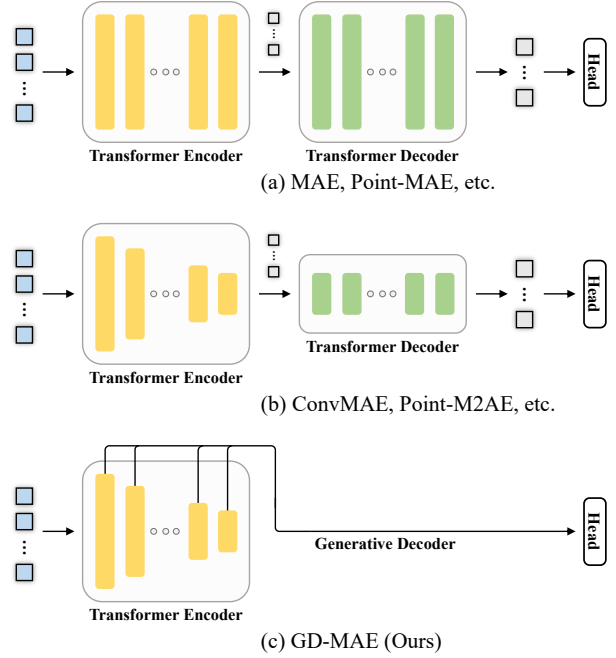 Transformer Encoder
Transformer Decoder
Head
(a) MAE, Point-MAE, etc.
Transformer Encoder
Transformer Decoder
Head
(b) ConvMAE, Point-M2AE, etc.
Generative Decoder
Head
Transformer Encoder
(c) GD-MAE (Ours)